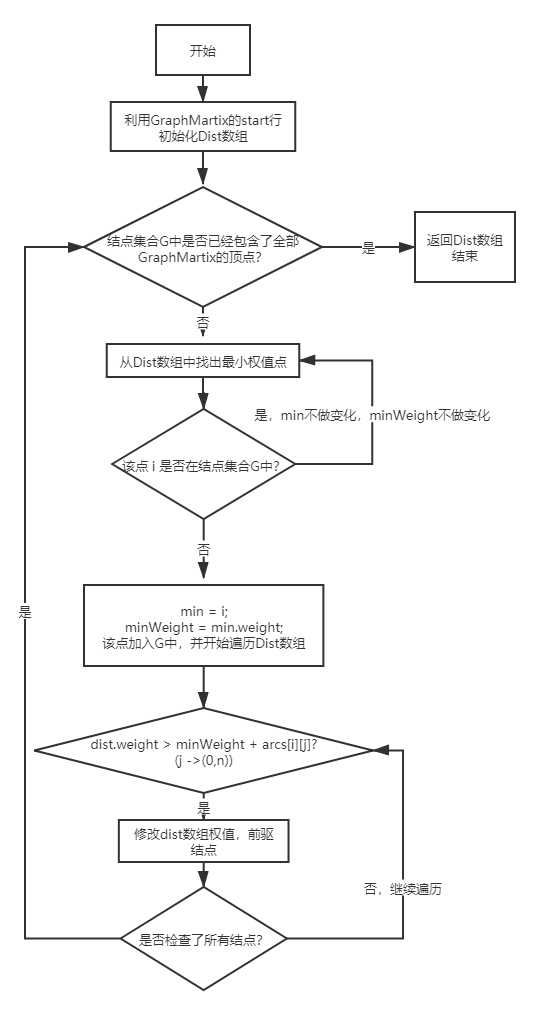 开始
利用GraphMartix的start行
初始化Dist数组
结点集合G中是否已经包含了全部
GraphMartix的顶点?
是
返回Dist数组
结束
否
从Dist数组中找出最小权值点
是，min不做变化，minWeight不做变化
该点 i 是否在结点集合G中?
否
是
min = i;
minWeight = min.weight;
该点加入G中，并开始遍历Dist数组
dist.weight > minWeight + arcs[i][j]?
(j ->(0,n))
是
修改dist数组权值，前驱
结点
否，继续遍历
是否检查了所有结点?